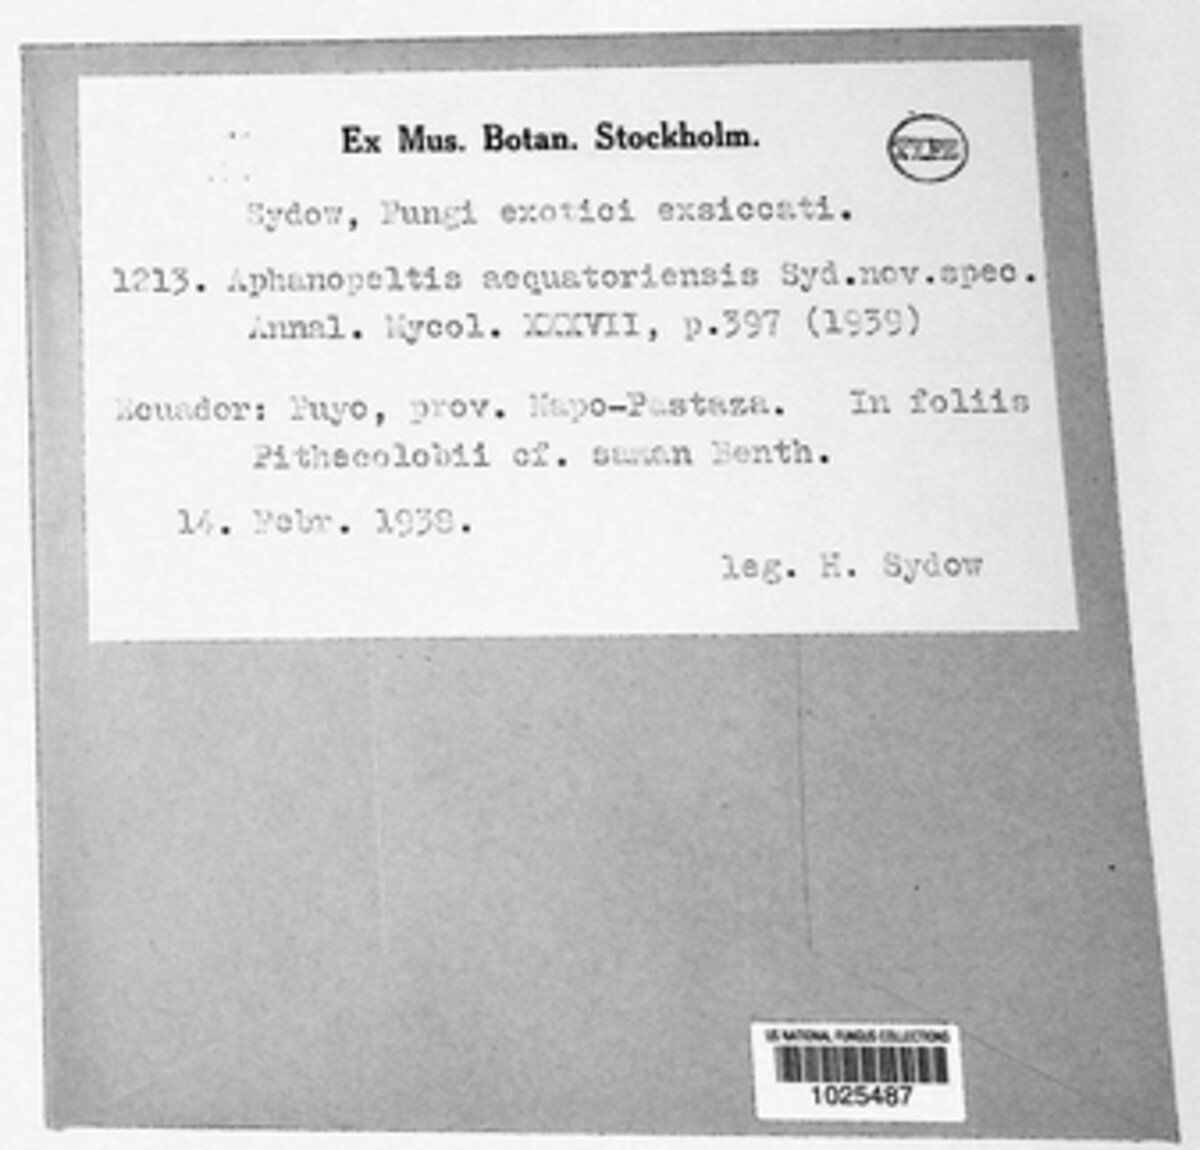 Ex Mus. Botan. Stockholm.
TYPE
Sydow, Fungi exotici exsiccati.
1213. Aphanopeltis aequatoriensis Syd.nov.spec.
Annal. Mycol. XXXVII, p.397 (1939)
Ecuador: Puyo, prov. Napo-Pastaza. In foliis
Pithecolobii cf. saman Benth.
14. Febr. 1938.
leg. H. Sydow
US NATIONAL FUNGUS COLLECTIONS
1025487